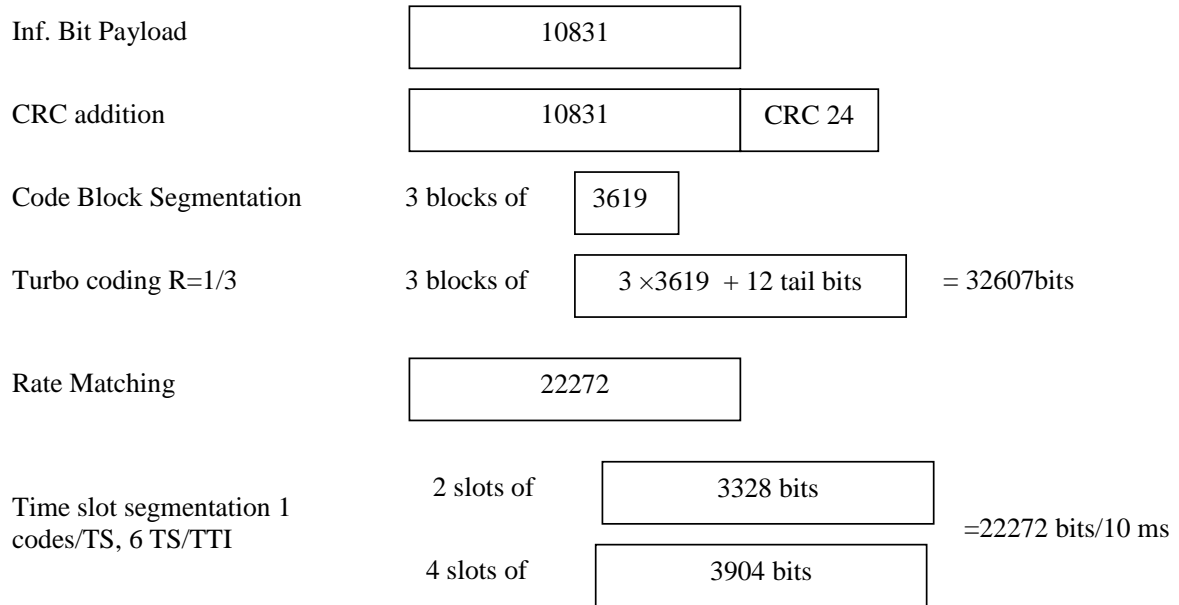 Inf. Bit Payload 10831
CRC addition 10831 CRC 24
Code Block Segmentation 3 blocks of 3619
Turbo coding R=1/3 3 blocks of 3 ×3619 + 12 tail bits = 32607bits
Rate Matching 22272
2 slots of 3328 bits
Time slot segmentation 1
codes/TS, 6 TS/TTI
=22272 bits/10 ms
4 slots of 3904 bits